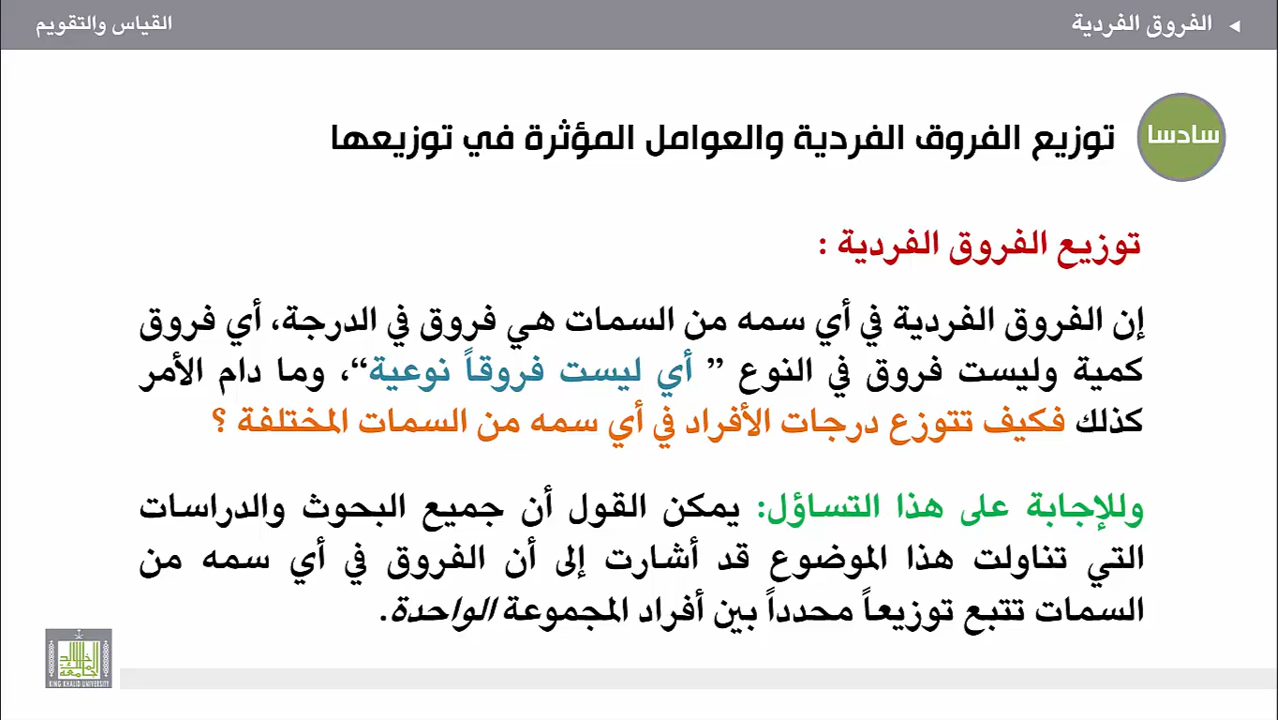 الفروق الفردية
القياس والتقويم
سادسا
توزيع الفروق الفردية والعوامل المؤثرة في توزيعها
توزيع الفروق الفردية :
إن الفروق الفردية في أي سمه من السمات هي فروق في الدرجة، أي فروق
كمية وليست فروق في النوع ” أي ليست فروقاً نوعية“، وما دام الأمر
كذلك فكيف تتوزع درجات الأفراد في أي سمه من السمات المختلفة ؟
وللإجابة على هذا التساؤل: يمكن القول أن جميع البحوث والدراسات
التي تناولت هذا الموضوع قد أشارت إلى أن الفروق في أي سمه من
السمات تتبع توزيعاً محدداً بين أفراد المجموعة الواحدة.
جامعة الملك خالد
KING KHALID UNIVERSITY